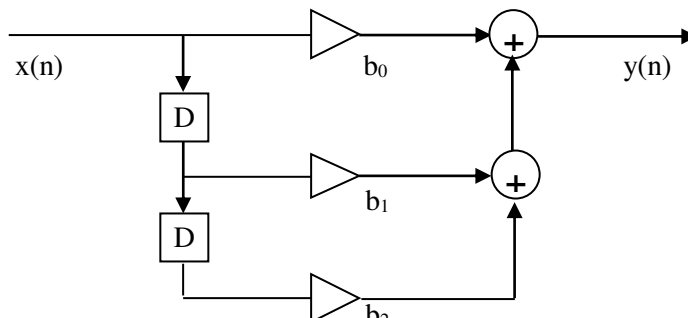 +
x(n) b₀ y(n)
D
b₁ +
D
b₂